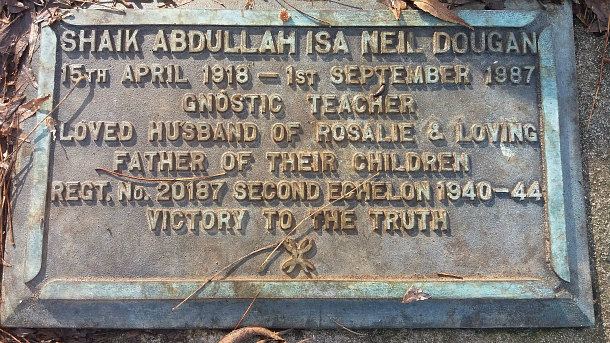 SHAIK ABDULLAH ISA NEIL DOUGAN
15TH APRIL 1918 – 1ST SEPTEMBER 1987
GNOSTIC TEACHER
LOVED HUSBAND OF ROSALIE & LOVING
FATHER OF THEIR CHILDREN
REGT. NO. 20187 SECOND ECHELON 1940-44
VICTORY TO THE TRUTH